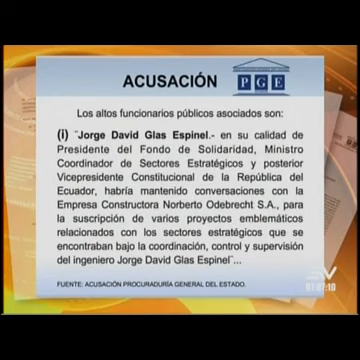 ACUSACIÓN
PGE
Los altos funcionarios públicos asociados son:
(i) ¨Jorge David Glas Espinel.- en su calidad de
Presidente del Fondo de Solidaridad, Ministro
Coordinador de Sectores Estratégicos y posterior
Vicepresidente Constitucional de la República del
Ecuador, habría mantenido conversaciones con la
Empresa Constructora Norberto Odebrecht S.A., para
la suscripción de varios proyectos emblemáticos
relacionados con los sectores estratégicos que se
encontraban bajo la coordinación, control y supervisión
del ingeniero Jorge David Glas Espinel¨...
FUENTE: ACUSACIÓN PROCURADURÍA GENERAL DEL ESTADO.